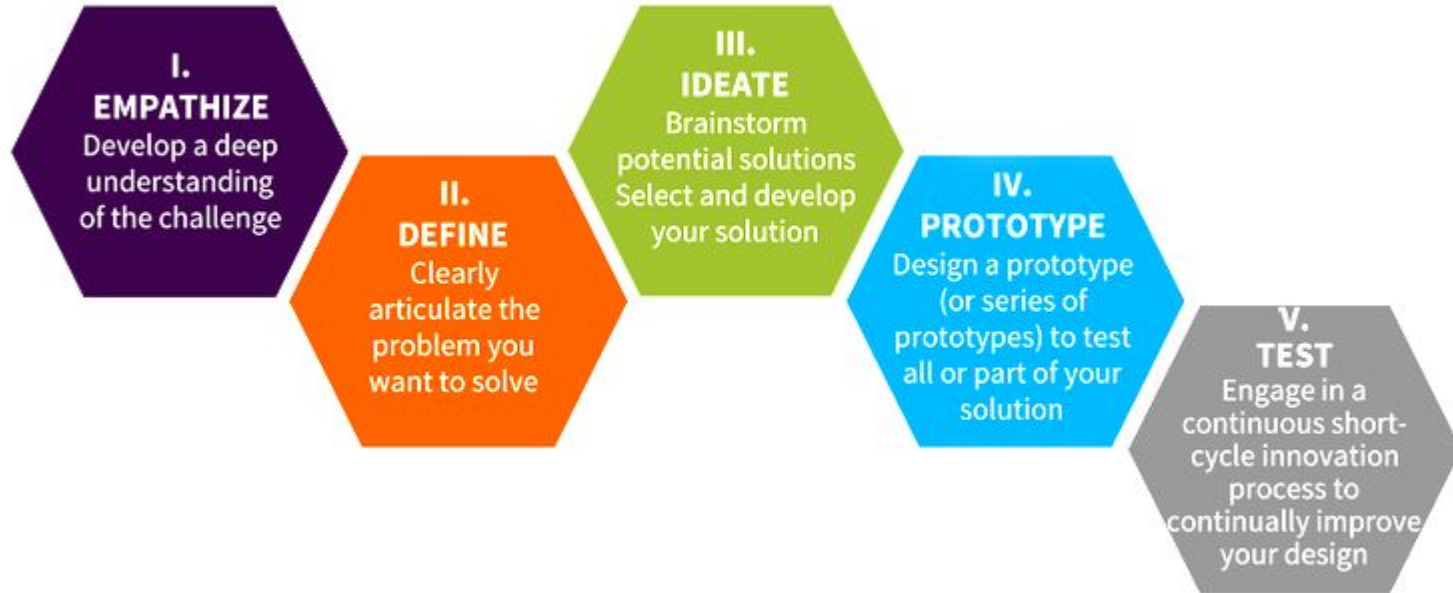 I.
EMPATHIZE
Develop a deep
understanding
of the challenge
II.
DEFINE
Clearly
articulate the
problem you
want to solve
III.
IDEATE
Brainstorm
potential solutions
Select and develop
your solution
IV.
PROTOTYPE
Design a prototype
(or series of
prototypes) to test
all or part of your
solution
V.
TEST
Engage in a
continuous short-
cycle innovation
process to
continually improve
your design